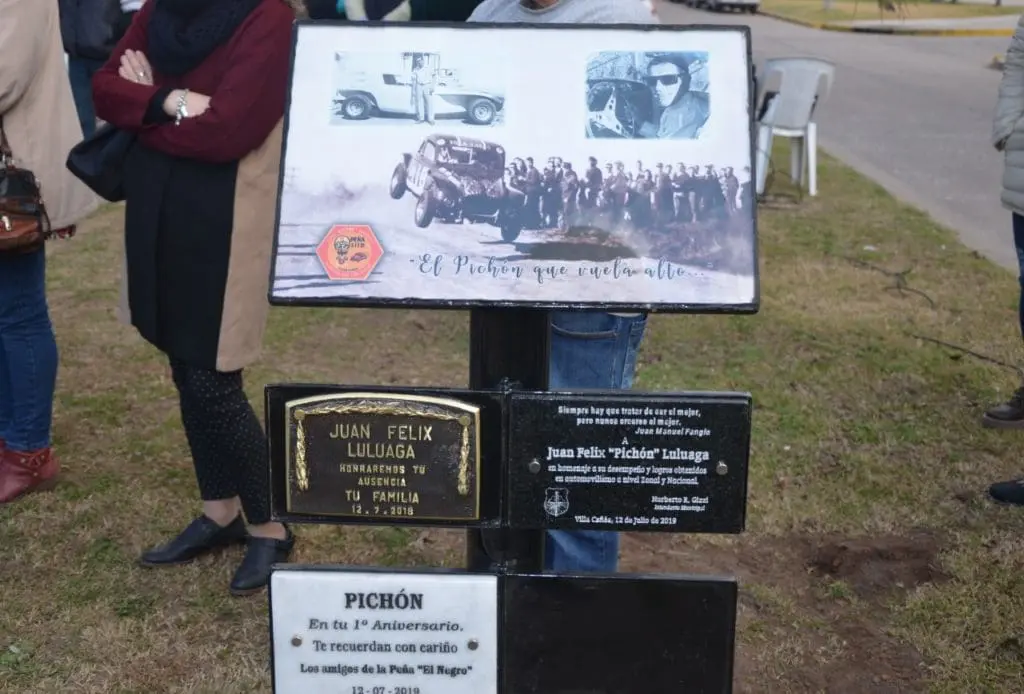 PEÑA
"El Pichón que vuela alto...
JUAN FELIX
LULUAGA
HONRAREMOS TU
AUSENCIA
TU FAMILIA
12.7.2018
Siempre hay que tratar de ser el mejor,
pero nunca creerse el mejor.
Juan Manuel Fangio
A
Juan Felix "Pichón" Luluaga
en homenaje a su desempeño y logros obtenidos
en automovilismo a nivel Zonal y Nacional.
Norberto R. Gizzi
Intendente Municipal
Villa Cañás, 12 de Julio de 2019
PICHÓN
En tu 1º Aniversario.
Te recuerdan con cariño
Los amigos de la Peña "El Negro"
12-07-2019